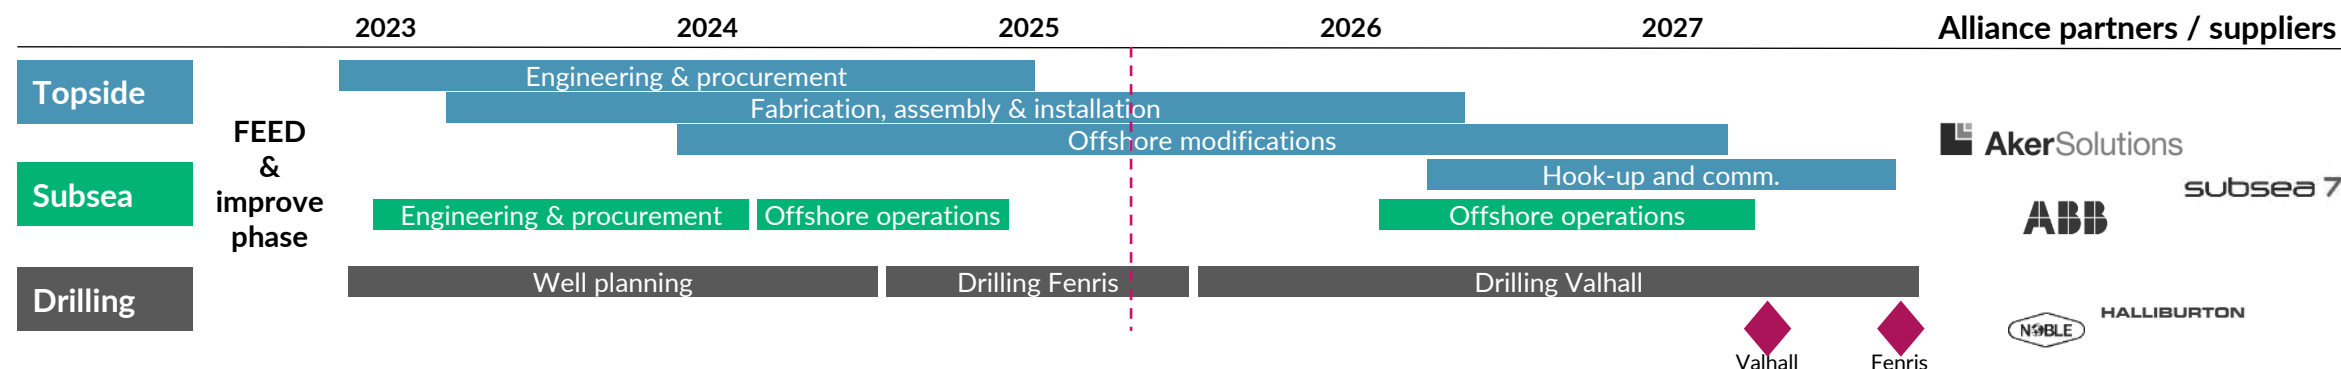 2023 2024 2025 2026 2027 Alliance partners / suppliers
Topside
Engineering & procurement
Fabrication, assembly & installation
Offshore modifications
Hook-up and comm.
FEED
&
improve
phase
Subsea
Engineering & procurement
Offshore operations
Offshore operations
Drilling
Well planning
Drilling Fenris
Drilling Valhall
Valhall
Fenris
AkerSolutions
subsea 7
ABB
HALLIBURTON
NOBLE